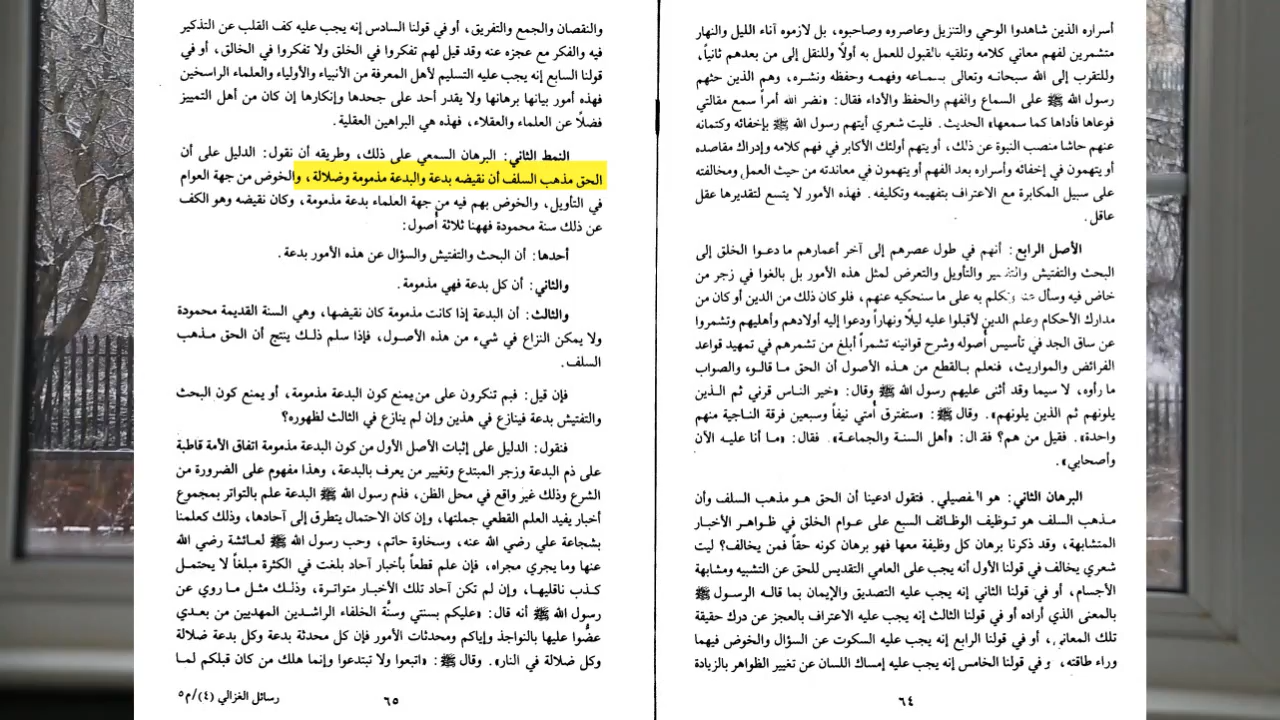 أسراره الذين شاهدوا الوحي والتنزيل وعاصروه وصاحبوه، بل لازموه آناء الليل والنهار
متشمرين لفهم معاني كلامه وتلقيه بالقبول للعمل به أولًا وللنقل إلى من بعدهم ثانياً،
وللتقرب إلى الله سبحانه وتعالى بسماعه وفهمه وحفظه ونشره، وهم الذين حثهم
رسول الله ﷺ على السماع والفهم والحفظ والأداء فقال: «نضر الله أمرأ سمع مقالتي
فوعاها فأداها كما سمعها» الحديث. فليت شعري أيتهم رسول الله ﷺ بإخفائه وكتمانه
عنهم حاشا منصب النبوة عن ذلك، أو يتهم أولئك الأكابر في فهم كلامه وإدراك مقاصده
أو يتهمون في إخفائه وأسراره بعد الفهم أو يتهمون في معاندته من حيث العمل ومخالفته
على سبيل المكابرة مع الاعتراف بتفهيمه وتكليفه. فهذه الأمور لا يتسع لتقديرها عقل
عاقل.
الأصل الرابع: أنهم في طول عصرهم إلى آخر أعمارهم ما دعوا الخلق إلى
البحث والتفتيش والتفسير والتأويل والتعرض لمثل هذه الأمور بل بالغوا في زجر من
خاض فيه وسأل عنه وتكلم به على ما سنحكيه عنهم، فلو كان ذلك من الدين أو كان من
مدارك الأحكام وعلم الدين لأقبلوا عليه ليلًا ونهاراً ودعوا إليه أولادهم وأهليهم وتشمروا
عن ساق الجد في تأسيس أصوله وشرح قوانينه تشمراً أبلغ من تشمرهم في تمهيد قواعد
الفرائض والمواريث، فنعلم بالقطع من هذه الأصول أن الحق ما قالوه والصواب
ما رأوه، لا سيما وقد أثنى عليهم رسول الله ﷺ وقال: «خير الناس قرني ثم الذين
يلونهم ثم الذين يلونهم». وقال ﷺ: «ستفترق أمتي نيفاً وسبعين فرقة الناجية منهم
واحدة». فقيل من هم؟ فقال: «أهل السنة والجماعة». فقال: «ما أنا عليه الآن
وأصحابي».
البرهان الثاني: هو التفصيلي. فنقول ادعينا أن الحق هو مذهب السلف وأن
مذهب السلف هو توظيف الوظائف السبع على عوام الخلق في ظواهر الأخبار
المتشابهة، وقد ذكرنا برهان كل وظيفة معها فهو برهان كونه حقاً فمن يخالف؟ ليت
شعري يخالف في قولنا الأول أنه يجب على العامي التقديس للحق عن التشبيه ومشابهة
الأجسام، أو في قولنا الثاني إنه يجب عليه التصديق والإيمان بما قاله الرسول ﷺ
بالمعنى الذي أراده أو في قولنا الثالث إنه يجب عليه الاعتراف بالعجز عن درك حقيقة
تلك المعاني، أو في قولنا الرابع إنه يجب عليه السكوت عن السؤال والخوض فيهما
وراء طاقته، و في قولنا الخامس إنه يجب عليه إمساك اللسان عن تغيير الظواهر بالزيادة
٦٤
والنقصان والجمع والتفريق، أو في قولنا السادس إنه يجب عليه كف القلب عن التذكير
فيه والفكر مع عجزه عنه وقد قيل لهم تفكروا في الخلق ولا تفكروا في الخالق، أو في
قولنا السابع إنه يجب عليه التسليم لأهل المعرفة من الأنبياء والأولياء والعلماء الراسخين
فهذه أمور بيانها برهانها ولا يقدر أحد على جحدها وإنكارها إن كان من أهل التمييز
فضلًا عن العلماء والعقلاء، فهذه هي البراهين العقلية.
النمط الثاني: البرهان السمعي على ذلك، وطريقه أن نقول: الدليل على أن
الحق مذهب السلف أن نقيضه بدعة والبدعة مذمومة وضلالة، والخوض من جهة العوام
في التأويل، والخوض بهم فيه من جهة العلماء بدعة مذمومة، وكان نقيضه وهو الكف
عن ذلك سنة محمودة فههنا ثلاثة أصول:
أحدها: أن البحث والتفتيش والسؤال عن هذه الأمور بدعة.
والثاني: أن كل بدعة فهي مذمومة.
والثالث: أن البدعة إذا كانت مذمومة كان نقيضها، وهي السنة القديمة محمودة
ولا يمكن النزاع في شيء من هذه الأصول، فإذا سلم ذلك ينتج أن الحق مذهب
السلف.
فإن قيل: فبم تنكرون على من يمنع كون البدعة مذمومة، أو يمنع كون البحث
والتفتيش بدعة فينازع في هذين وإن لم ينازع في الثالث لظهوره؟
فنقول: الدليل على إثبات الأصل الأول من كون البدعة مذمومة اتفاق الأمة قاطبة
على ذم البدعة وزجر المبتدع وتغيير من يعرف بالبدعة، وهذا مفهوم على الضرورة من
الشرع وذلك غير واقع في محل الظن، فذم رسول الله ﷺ البدعة علم بالتواتر بمجموع
أخبار يفيد العلم القطعي جملتها، وإن كان الاحتمال يتطرق إلى آحادها، وذلك كعلمنا
بشجاعة علي رضي الله عنه، وسخاوة حاتم، وحب رسول الله ﷺ لعائشة رضي الله
عنها وما يجري مجراه، فإن علم قطعاً بأخبار آحاد بلغت في الكثرة مبلغاً لا يحتمل
كذب ناقليها، وإن لم تكن آحاد تلك الأخبار متواترة، وذلك مثل ما روي عن
رسول الله ﷺ أنه قال: «عليكم بسنتي وسنّة الخلفاء الراشدين المهديين من بعدي
عضّوا عليها بالنواجذ وإياكم ومحدثات الأمور فإن كل محدثة بدعة وكل بدعة ضلالة
وكل ضلالة في النار». وقال ﷺ: «اتبعوا ولا تبتدعوا وإنما هلك من كان قبلكم لما
٦٥
رسائل الغزالي (٤)/م٥